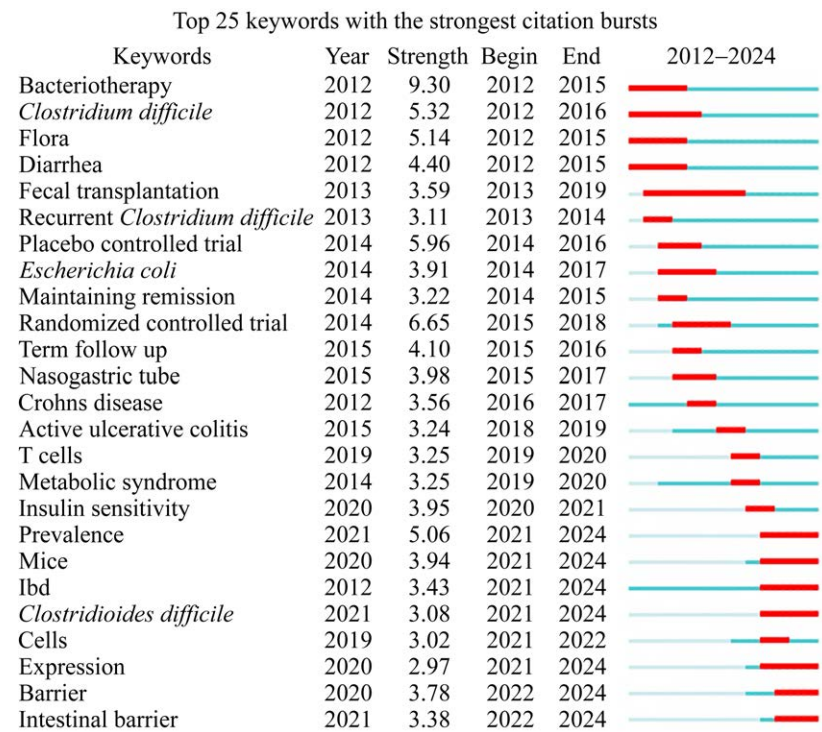 Top 25 keywords with the strongest citation bursts
Keywords Year Strength Begin End 2012–2024
Bacteriotherapy 2012 9.30 2012 2015
Clostridium difficile 2012 5.32 2012 2016
Flora 2012 5.14 2012 2015
Diarrhea 2012 4.40 2012 2015
Fecal transplantation 2013 3.59 2013 2019
Recurrent Clostridium difficile 2013 3.11 2013 2014
Placebo controlled trial 2014 5.96 2014 2016
Escherichia coli 2014 3.91 2014 2017
Maintaining remission 2014 3.22 2014 2015
Randomized controlled trial 2014 6.65 2015 2018
Term follow up 2015 4.10 2015 2016
Nasogastric tube 2015 3.98 2015 2017
Crohns disease 2012 3.56 2016 2017
Active ulcerative colitis 2015 3.24 2018 2019
T cells 2019 3.25 2019 2020
Metabolic syndrome 2014 3.25 2019 2020
Insulin sensitivity 2020 3.95 2020 2021
Prevalence 2021 5.06 2021 2024
Mice 2020 3.94 2021 2024
Ibd 2012 3.43 2021 2024
Clostridioides difficile 2021 3.08 2021 2024
Cells 2019 3.02 2021 2022
Expression 2020 2.97 2021 2024
Barrier 2020 3.78 2022 2024
Intestinal barrier 2021 3.38 2022 2024